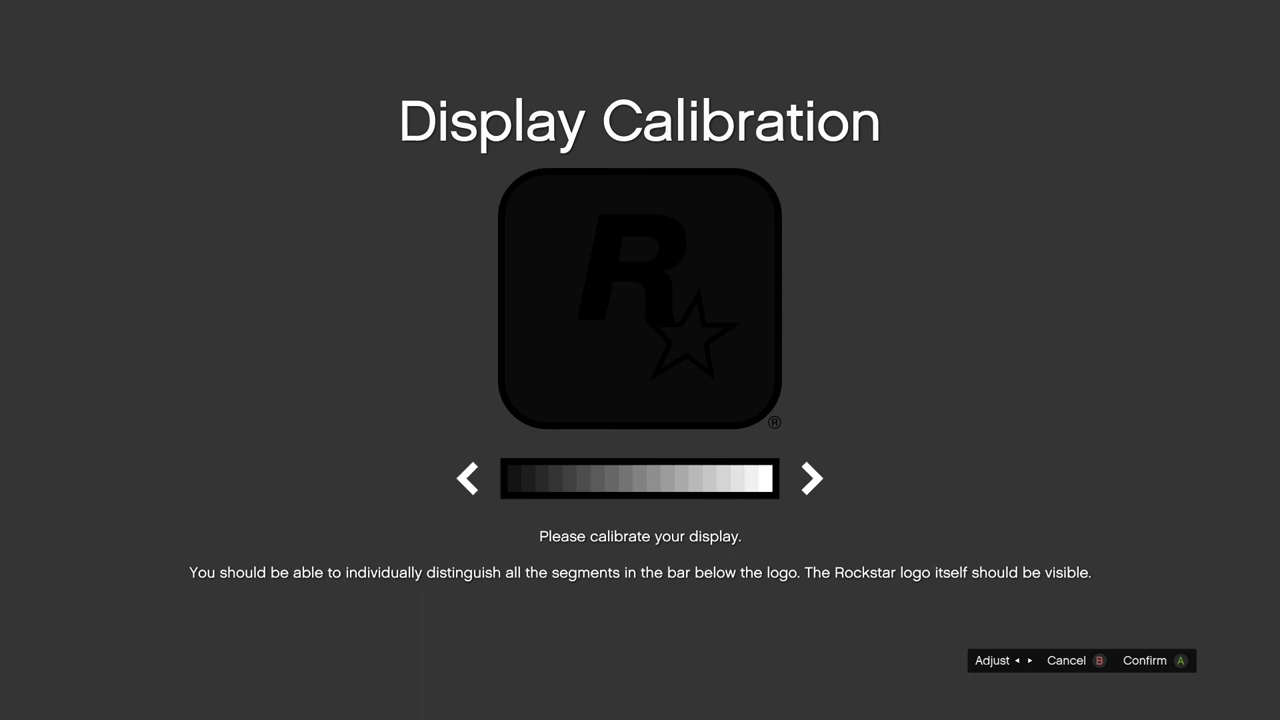 Display Calibration
R
®
Please calibrate your display.
You should be able to individually distinguish all the segments in the bar below the logo. The Rockstar logo itself should be visible.
Adjust Cancel B Confirm A